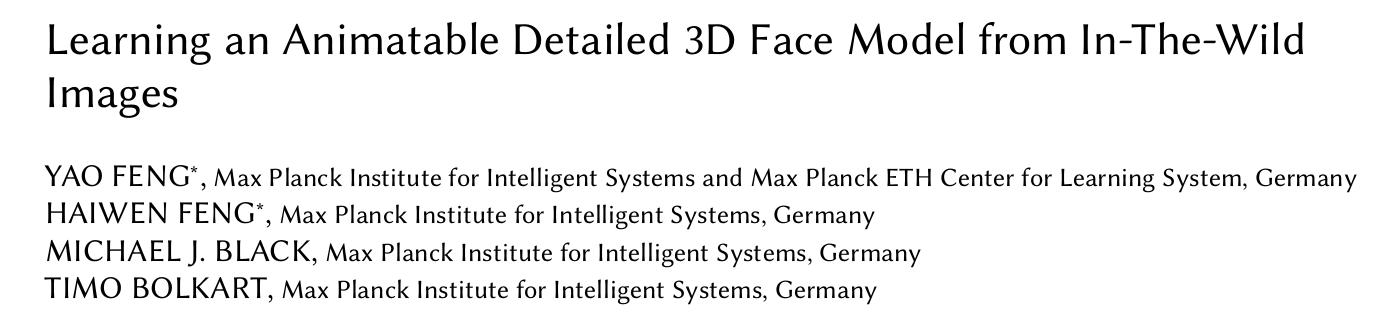 Learning an Animatable Detailed 3D Face Model from In-The-Wild
Images
YAO FENG*, Max Planck Institute for Intelligent Systems and Max Planck ETH Center for Learning System, Germany
HAIWEN FENG*, Max Planck Institute for Intelligent Systems, Germany
MICHAEL J. BLACK, Max Planck Institute for Intelligent Systems, Germany
TIMO BOLKART, Max Planck Institute for Intelligent Systems, Germany